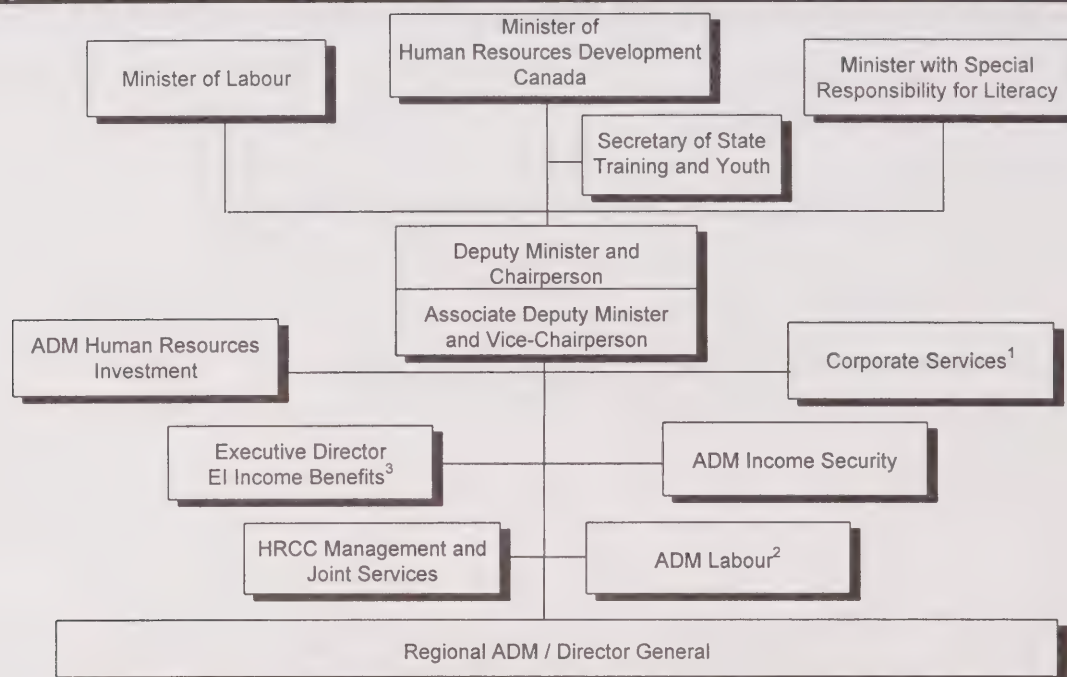 Minister of
Human Resources Development
Canada
Minister of Labour
Minister with Special
Responsibility for Literacy
Secretary of State
Training and Youth
Deputy Minister and
Chairperson
Associate Deputy Minister
and Vice-Chairperson
ADM Human Resources
Investment
Corporate Services¹
Executive Director
EI Income Benefits³
ADM Income Security
HRCC Management and
Joint Services
ADM Labour²
Regional ADM / Director General